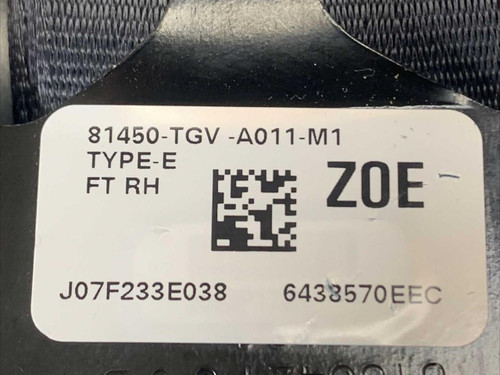 81450-TGV -A011-M1
TYPE-E
FT RH
ZOE
J07F233E038 6438570EEC